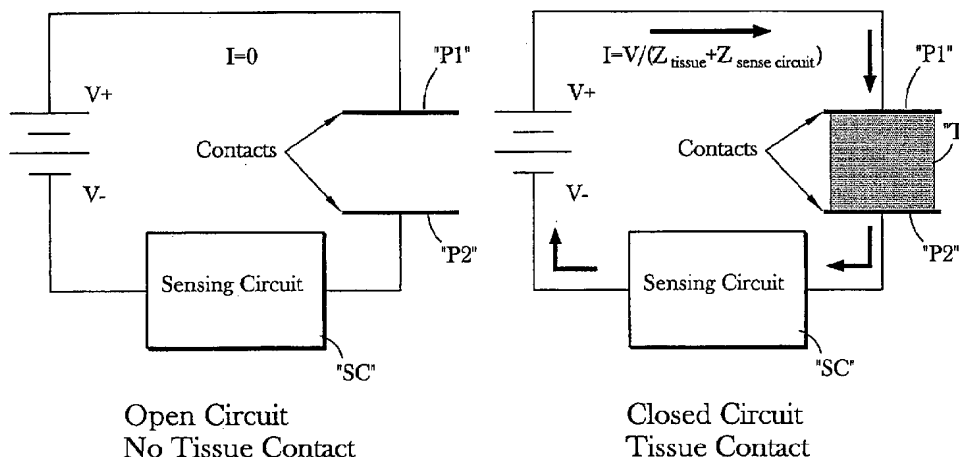 I=0
"P1"
V+
Contacts
V-
"P2"
Sensing Circuit
"SC"
Open Circuit
No Tissue Contact
I=V/(Z tissue+Z sense circuit)
"P1"
V+
"T
Contacts
V-
"P2"
Sensing Circuit
"SC"
Closed Circuit
Tissue Contact